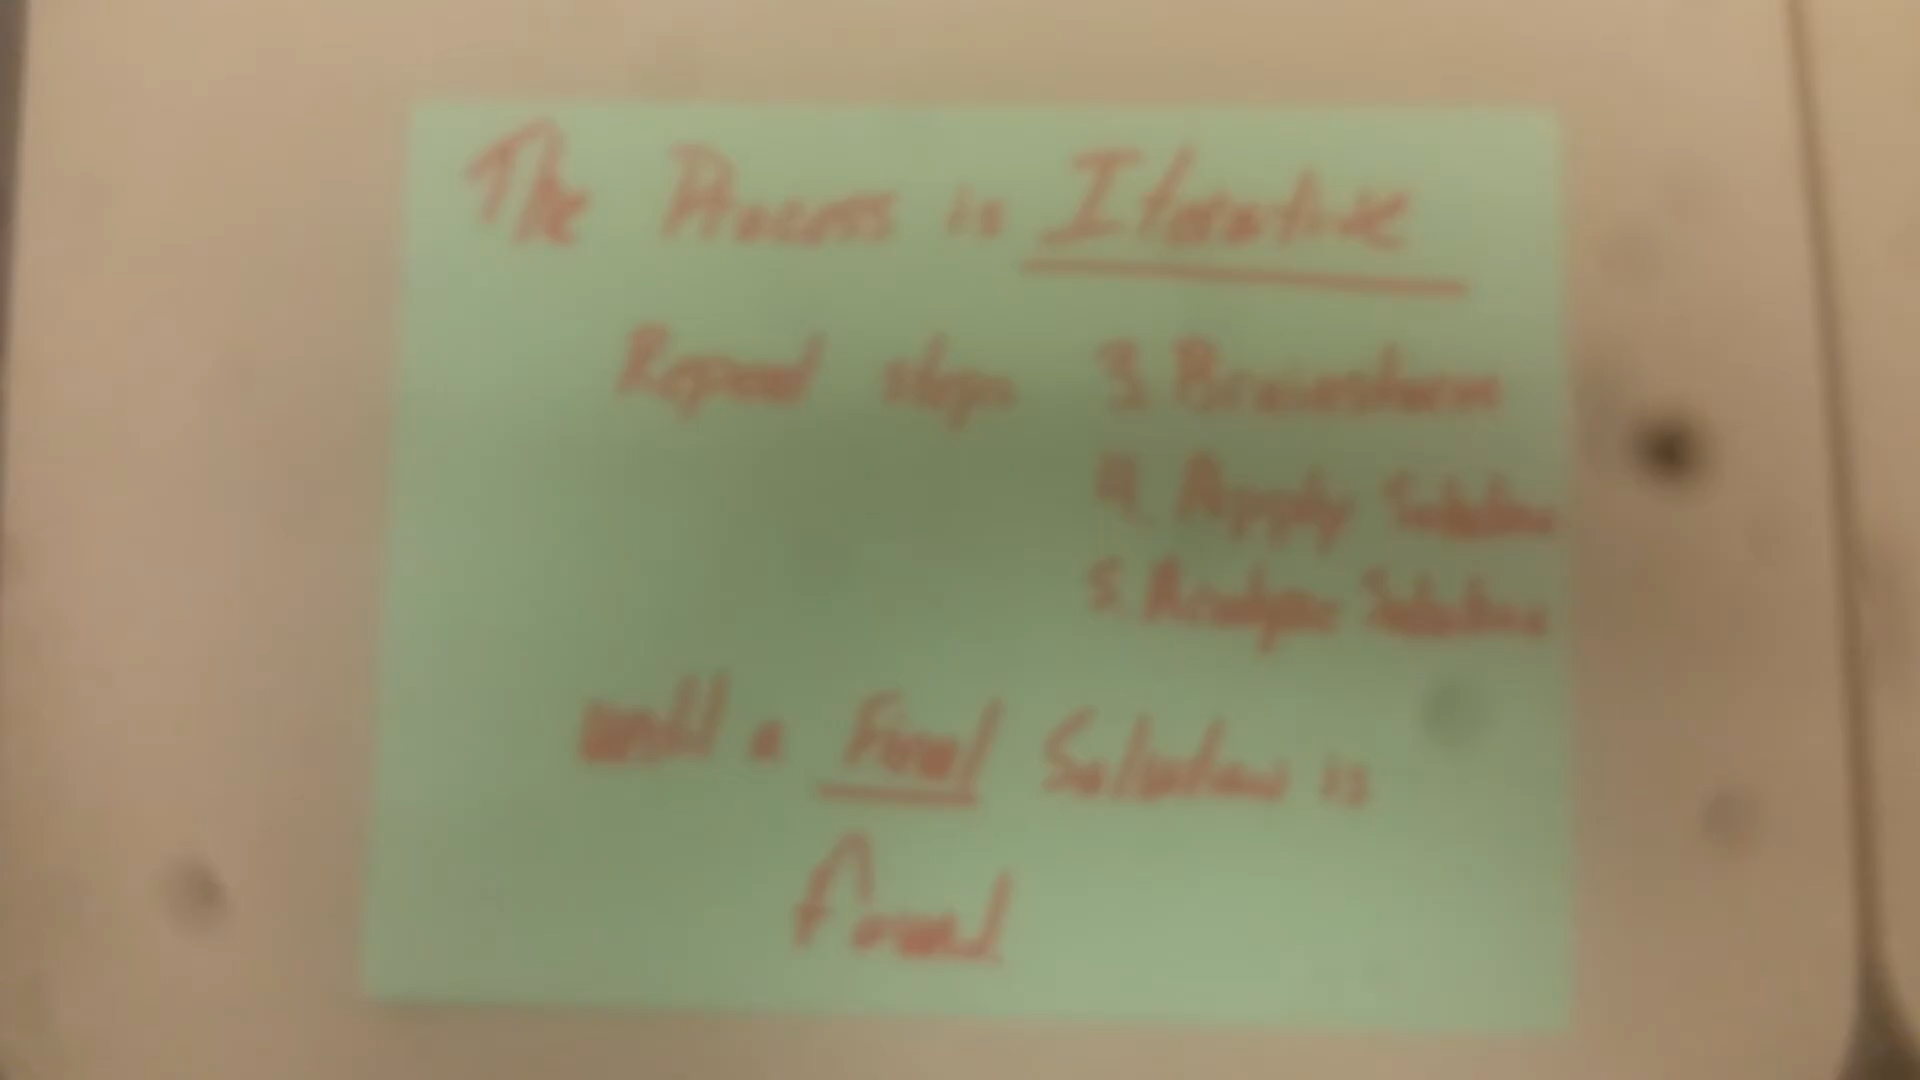 The Process is Iterative
Repeat steps 3. Brainstorm
4. Apply Solution
5. Analyze Solution
until a Final Solution is
found